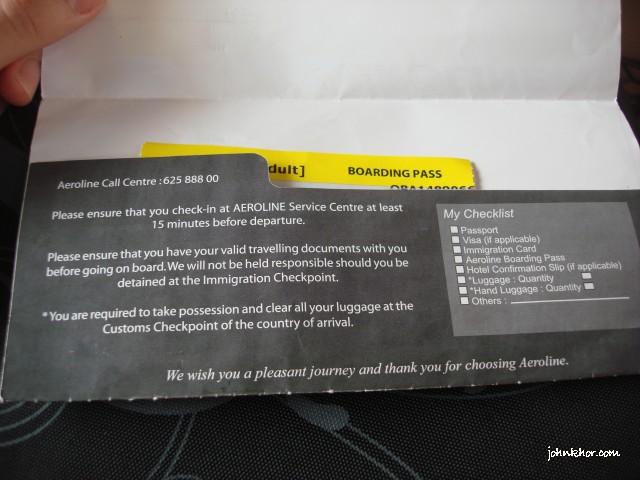 dult]
BOARDING PASS
Aeroline Call Centre : 625 888 00
Please ensure that you check-in at AEROLINE Service Centre at least
15 minutes before departure.
Please ensure that you have your valid travelling documents with you
before going on board. We will not be held responsible should you be
detained at the Immigration Checkpoint.
* You are required to take possession and clear all your luggage at the
Customs Checkpoint of the country of arrival.
My Checklist
Passport
Visa (if applicable)
Immigration Card
Aeroline Boarding Pass
Hotel Confirmation Slip (if applicable)
*Luggage : Quantity
*Hand Luggage : Quantity
Others :
We wish you a pleasant journey and thank you for choosing Aeroline.
johnkhor.com